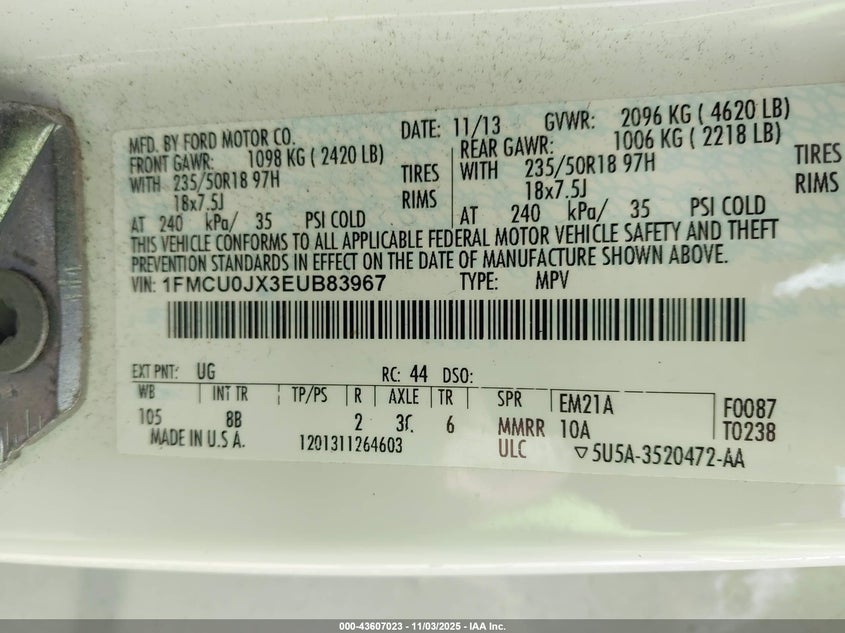 MFD. BY FORD MOTOR CO. DATE: 11/13 GVWR: 2096 KG ( 4620 LB)
FRONT GAWR: 1098 KG ( 2420 LB) REAR GAWR: 1006 KG ( 2218 LB)
WITH 235/50R18 97H TIRES WITH 235/50R18 97H TIRES
18x7.5J RIMS 18x7.5J RIMS
AT 240 kPa/ 35 PSI COLD AT 240 kPa/ 35 PSI COLD
THIS VEHICLE CONFORMS TO ALL APPLICABLE FEDERAL MOTOR VEHICLE SAFETY AND THEFT
PREVENTION STANDARDS IN EFFECT ON THE DATE OF MANUFACTURE SHOWN ABOVE.
VIN: 1FMCU0JX3EUB83967 TYPE: MPV
EXT PNT: UG RC: 44 DSO:
WB INT TR TP/PS R AXLE TR SPR EM21A F0087
105 8B 2 6 MMRR 10A T0238
MADE IN U.S.A. 1201311264603 ULC ▽5U5A-3520472-AA
000-43607023 - 11/03/2025 - IAA Inc.